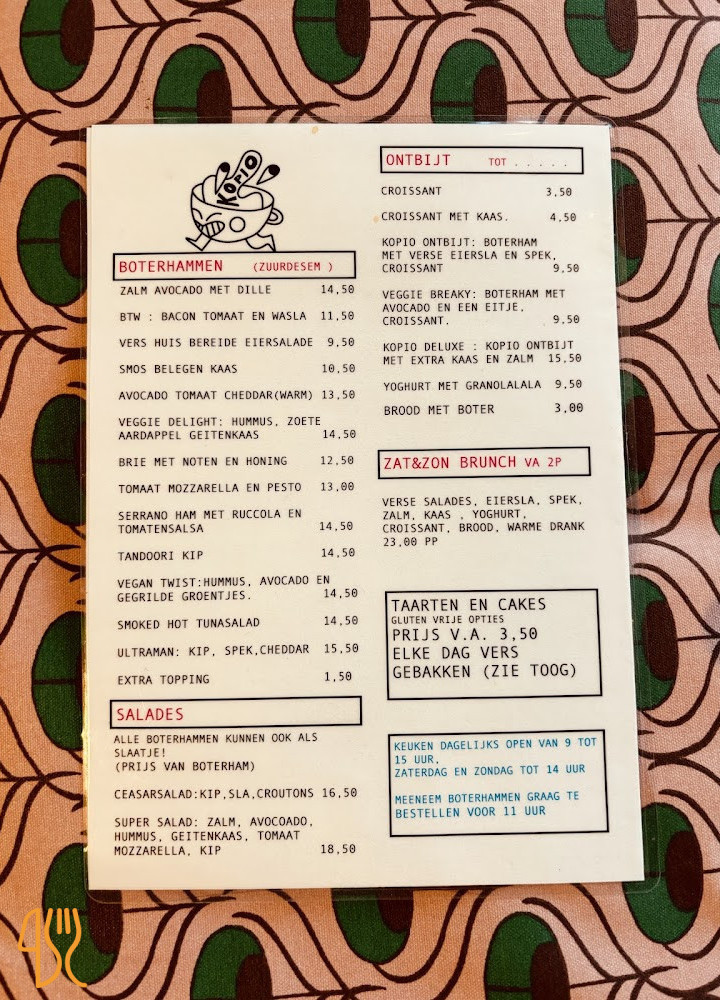 KOPIO
BOTERHAMMEN (ZUURDESEM )
ZALM AVOCADO MET DILLE 14,50
BTW : BACON TOMAAT EN WASLA 11,50
VERS HUIS BEREIDE EIERSALADE 9,50
SMOS BELEGEN KAAS 10,50
AVOCADO TOMAAT CHEDDAR(WARM) 13,50
VEGGIE DELIGHT: HUMMUS, ZOETE
AARDAPPEL GEITENKAAS 14,50
BRIE MET NOTEN EN HONING 12,50
TOMAAT MOZZARELLA EN PESTO 13,00
SERRANO HAM MET RUCCOLA EN
TOMATENSALSA 14,50
TANDOORI KIP 14,50
VEGAN TWIST:HUMMUS, AVOCADO EN
GEGRILDE GROENTJES. 14,50
SMOKED HOT TUNASALAD 14,50
ULTRAMAN: KIP, SPEK,CHEDDAR 15,50
EXTRA TOPPING 1,50
SALADES
ALLE BOTERHAMMEN KUNNEN OOK ALS
SLAATJE!
(PRIJS VAN BOTERHAM)
CEASARSALAD:KIP,SLA,CROUTONS 16,50
SUPER SALAD: ZALM, AVOCOADO,
HUMMUS, GEITENKAAS, TOMAAT
MOZZARELLA, KIP 18,50
ONTBIJT TOT . . . . .
CROISSANT 3,50
CROISSANT MET KAAS. 4,50
KOPIO ONTBIJT: BOTERHAM
MET VERSE EIERSLA EN SPEK,
CROISSANT 9,50
VEGGIE BREAKY: BOTERHAM MET
AVOCADO EN EEN EITJE,
CROISSANT. 9,50
KOPIO DELUXE : KOPIO ONTBIJT
MET EXTRA KAAS EN ZALM 15,50
YOGHURT MET GRANOLALALA 9,50
BROOD MET BOTER 3,00
ZAT&ZON BRUNCH VA 2P
VERSE SALADES, EIERSLA, SPEK,
ZALM, KAAS , YOGHURT,
CROISSANT, BROOD, WARME DRANK
23,00 PP
TAARTEN EN CAKES
GLUTEN VRIJE OPTIES
PRIJS V.A. 3,50
ELKE DAG VERS
GEBAKKEN (ZIE TOOG)
KEUKEN DAGELIJKS OPEN VAN 9 TOT
15 UUR,
ZATERDAG EN ZONDAG TOT 14 UUR
MEENEEM BOTERHAMMEN GRAAG TE
BESTELLEN VOOR 11 UUR